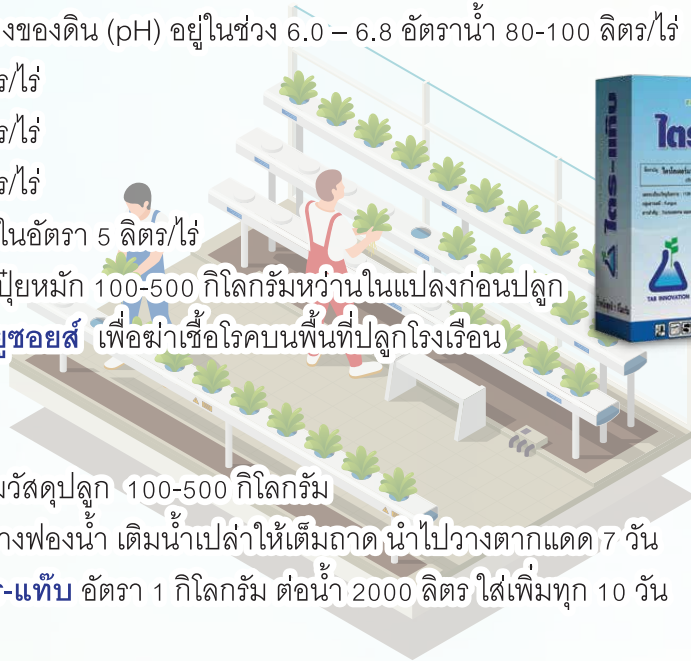 งของดิน (pH) อยู่ในช่วง 6.0 – 6.8 อัตราน้ำ 80-100 ลิตร/ไร่
ร/ไร่
ร/ไร่
ร/ไร่
ในอัตรา 5 ลิตร/ไร่
ปุ๋ยหมัก 100-500 กิโลกรัมหว่านในแปลงก่อนปลูก
ยูซอยส์ เพื่อฆ่าเชื้อโรคบนพื้นที่ปลูกโรงเรือน
มวัสดุปลูก 100-500 กิโลกรัม
างฟองน้ำ เติมน้ำเปล่าให้เต็มถาด นำไปวางตากแดด 7 วัน
ร-แท๊บ อัตรา 1 กิโลกรัม ต่อน้ำ 2000 ลิตร ใส่เพิ่มทุก 10 วัน
ไตร
ไตร-แท๊บ
TAB INNOVATION